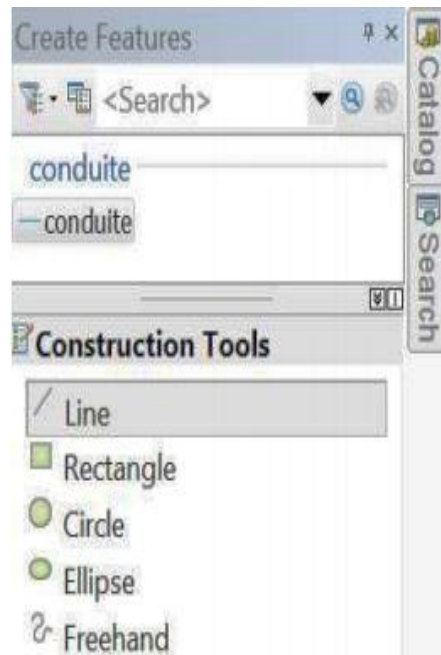 Create Features
<Search>
conduite
conduite
Construction Tools
Line
Rectangle
Circle
Ellipse
Freehand
Catalog
Search